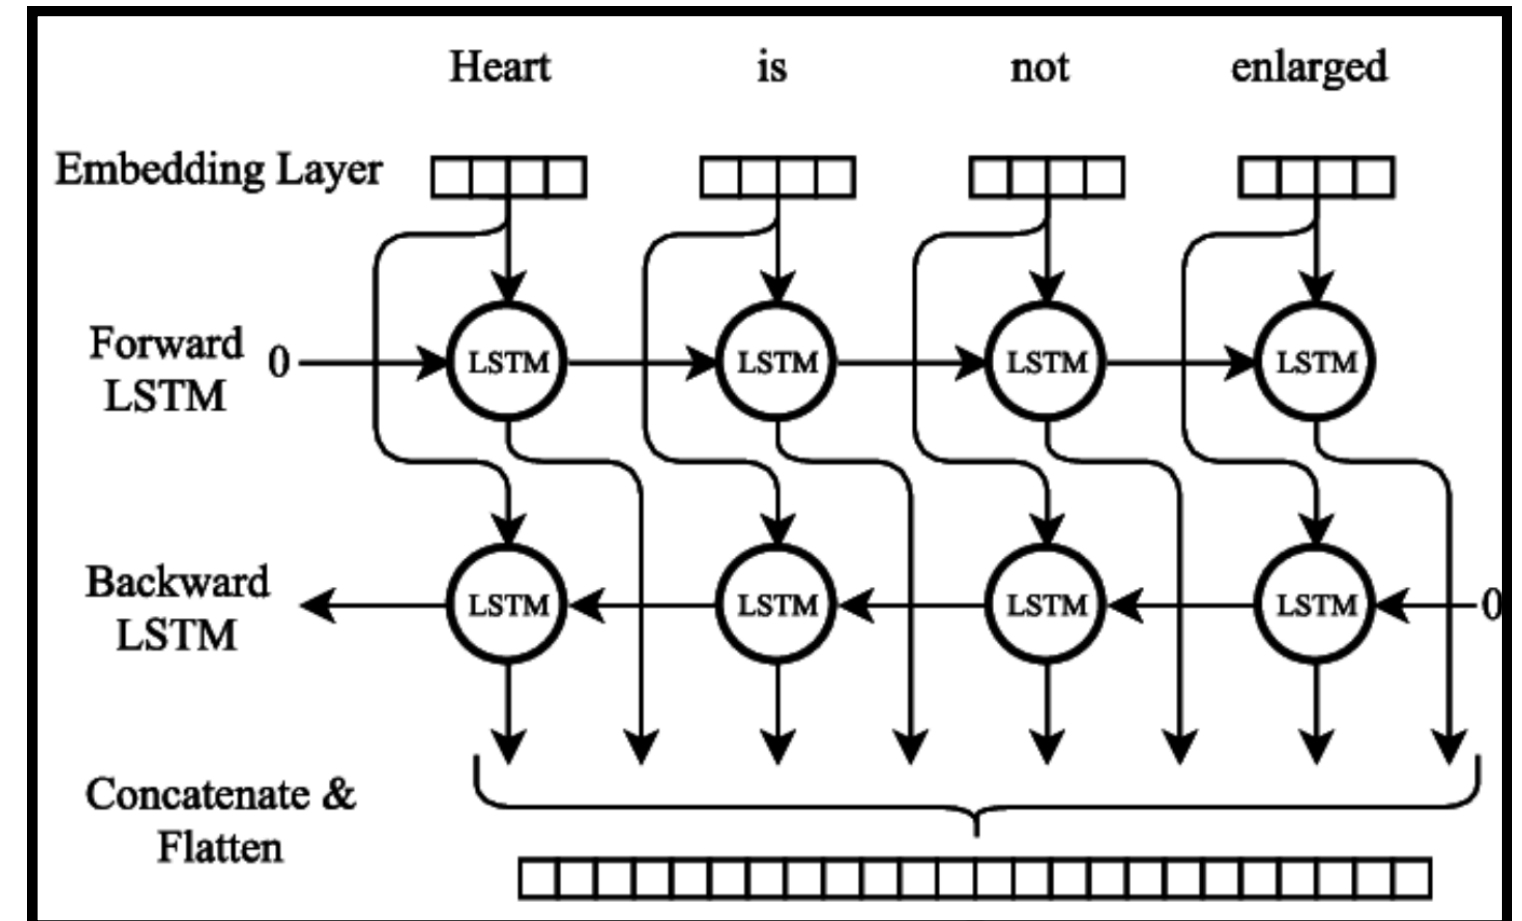 Heart is not enlarged
Embedding Layer
Forward
LSTM
0
LSTM LSTM LSTM LSTM
Backward
LSTM
LSTM LSTM LSTM LSTM
0
Concatenate &
Flatten